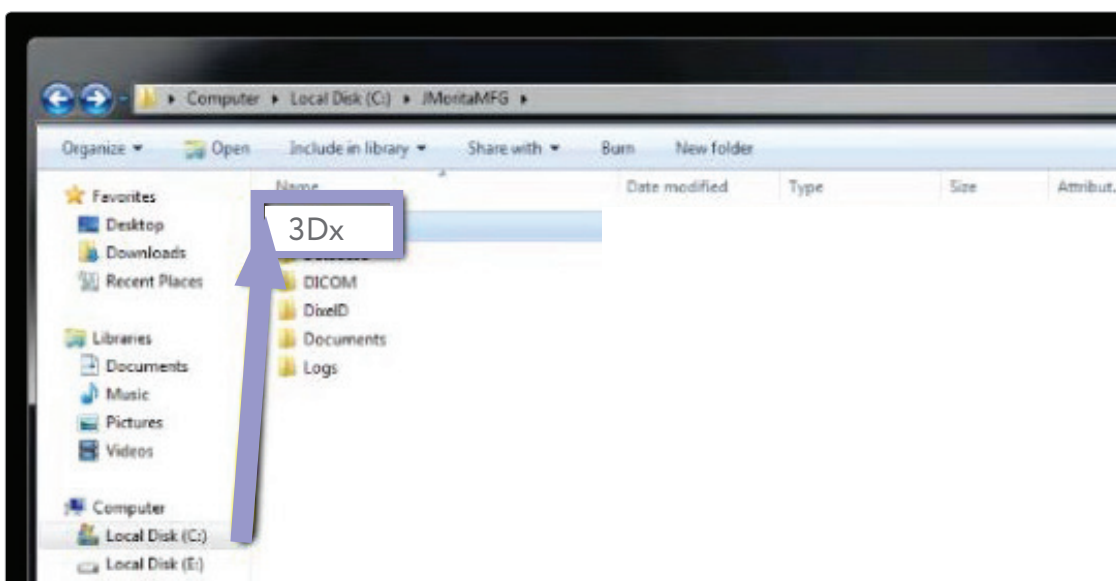 Computer ▸ Local Disk (C:) ▸ JMoritaMFG ▸
Organize Open Include in library Share with Burn New folder
Name Date modified Type Size Attribut.
Favorites
Desktop
Downloads
Recent Places
Libraries
Documents
Music
Pictures
Videos
Computer
Local Disk (C:)
Local Disk (E:)
3Dx
DICOM
DixelD
Documents
Logs